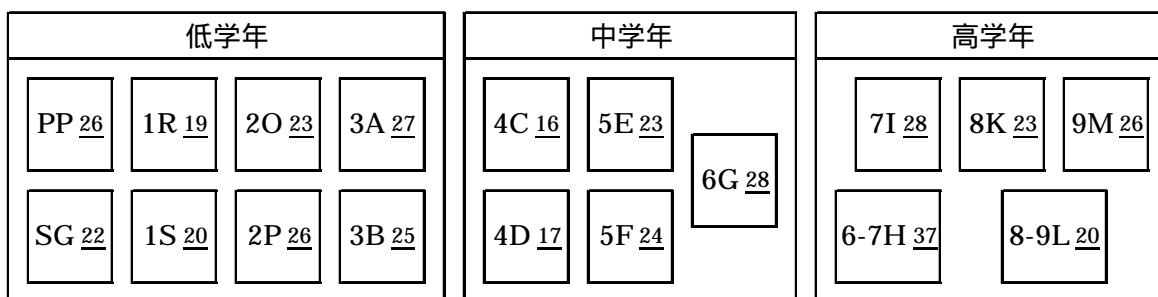 低学年 中学年 高学年
PP 26 1R 19 2O 23 3A 27 4C 16 5E 23 7I 28 8K 23 9M 26
6G 28
SG 22 1S 20 2P 26 3B 25 4D 17 5F 24 6-7H 37 8-9L 20